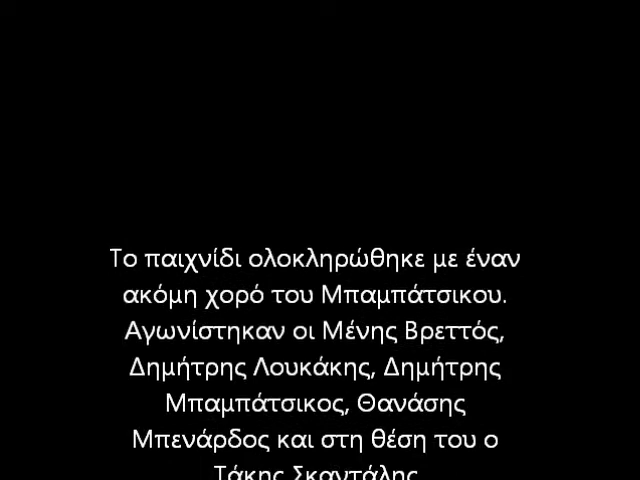 Το παιχνίδι ολοκληρώθηκε με έναν
ακόμη χορό του Μπαμπάτσικου.
Αγωνίστηκαν οι Μένης Βρεττός,
Δημήτρης Λουκάκης, Δημήτρης
Μπαμπάτσικος, Θανάσης
Μπενάρδος και στη θέση του ο
Τάκης Σκαντάλης